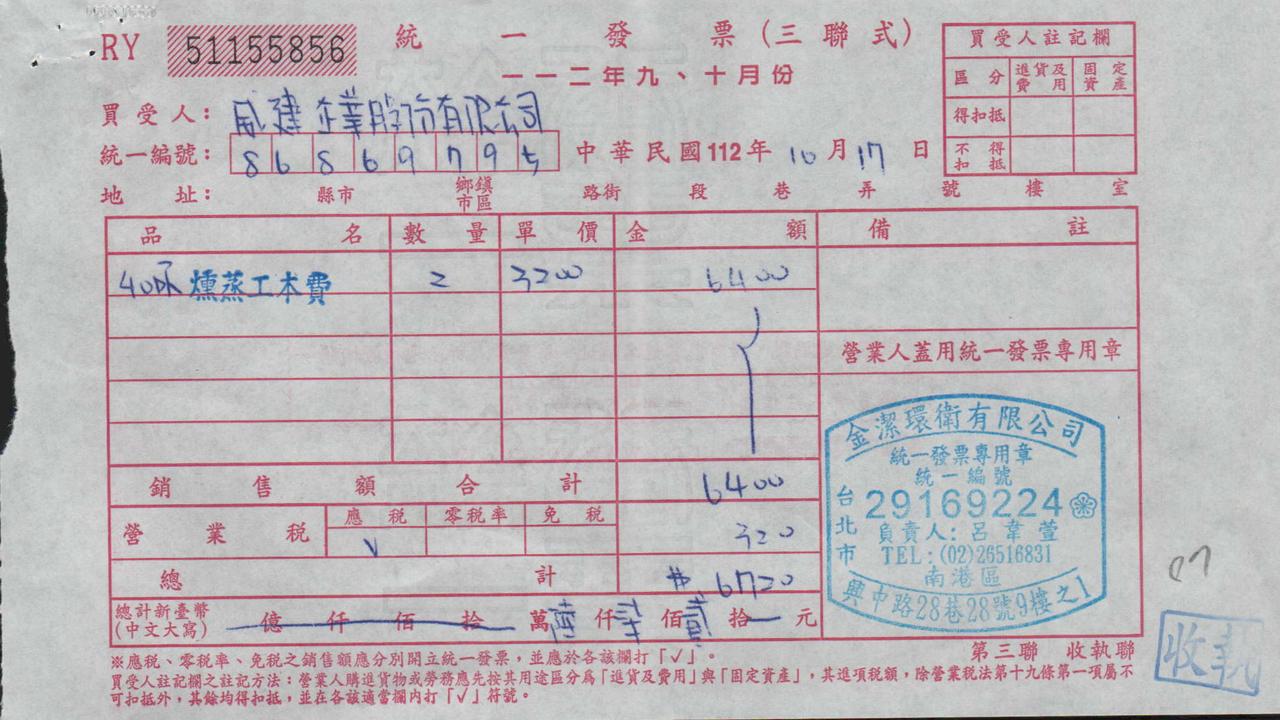 RY 51155856 統一發票(三聯式)
一一二年九、十月份
買受人註記欄
區分 進貨及費用 固定資產
得扣抵
不得扣抵
買受人: 威建企業股份有限公司
統一編號: 86869795 中華民國112年10月17日
地址: 縣市 鄉鎮市區 路街 段 巷 弄 號 樓 室
品名 數量 單價 金額 備註
40呎 燻蒸工本費 2 3200 6400
營業人蓋用統一發票專用章
銷售額合計 6400
營業稅 應稅 零稅率 免稅 320
V
總計 #6720
總計新臺幣(中文大寫) 億 仟 佰 拾 萬 陸 仟 柒 佰 貳 拾 元
金潔環衛有限公司
統一發票專用章
統一編號
29169224
負責人:呂韋萱
TEL:(02)26516831
台北市
南港區
興中路28巷28號9樓之1
07
第三聯 收執聯
收執
※應稅、零稅率、免稅之銷售額應分別開立統一發票,並應於各該欄打「✓」。
買受人註記欄之註記方法:營業人購進貨物或勞務應先按其用途區分為「進貨及費用」與「固定資產」,其進項稅額,除營業稅法第十九條第一項屬不
可扣抵外,其餘均得扣抵,並在各該適當欄內打「✓」符號。